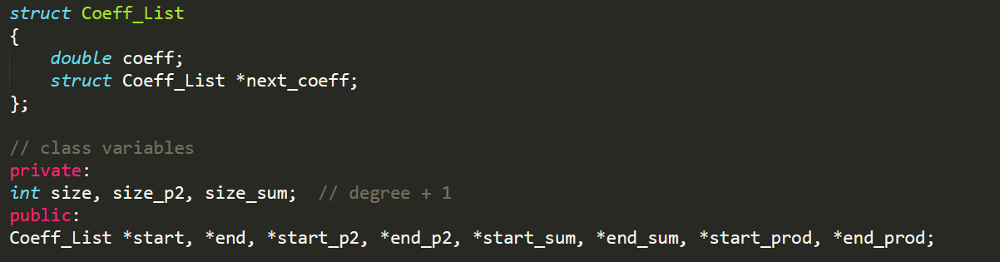 struct Coeff_List
{
    double coeff;
    struct Coeff_List *next_coeff;
};

// class variables
private:
int size, size_p2, size_sum;  // degree + 1
public:
Coeff_List *start, *end, *start_p2, *end_p2, *start_sum, *end_sum, *start_prod, *end_prod;